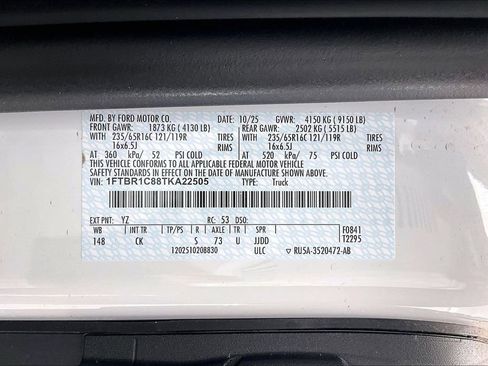 MFD. BY FORD MOTOR CO. 10/25 GVWR: 4150 KG ( 9150 LB)
FRONT GAWR: 1873 KG ( 4130 LB) REAR GAWR: 2502 KG ( 5515 LB)
WITH 235/65R16C 121/119R TIRES WITH 235/65R16C 121/119R TIRES
16x6.5J RIMS 16x6.5J RIMS
AT 360 kPa/ 52 PSI COLD AT 520 kPa/ 75 PSI COLD
THIS VEHICLE CONFORMS TO ALL APPLICABLE FEDERAL MOTOR VEHICLE
SAFETY STANDARDS IN EFFECT ON THE DATE OF MANUFACTURE SHOWN ABOVE.
VIN: 1FTBR1C88TKA22505 TYPE: Truck
EXT PNT: YZ RC: 53 DSO:
WB INT TR TP/PS R AXLE TR SPR F0841
148 CK S 73 U JJDD T2295
1202510208830 ULC RU5A-3520472-AB